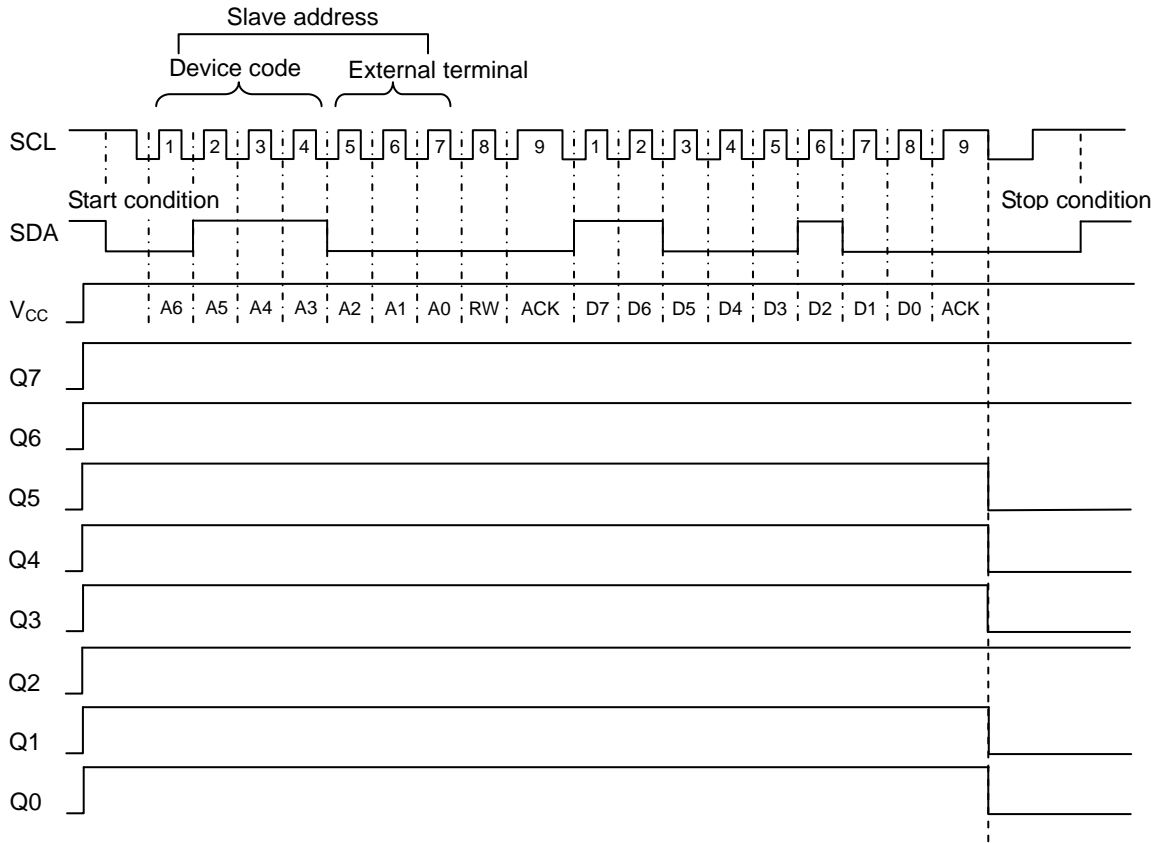 Slave address
Device code External terminal
SCL 1 2 3 4 5 6 7 8 9 1 2 3 4 5 6 7 8 9
Start condition Stop condition
SDA
VCC A6 A5 A4 A3 A2 A1 A0 RW ACK D7 D6 D5 D4 D3 D2 D1 D0 ACK
Q7
Q6
Q5
Q4
Q3
Q2
Q1
Q0